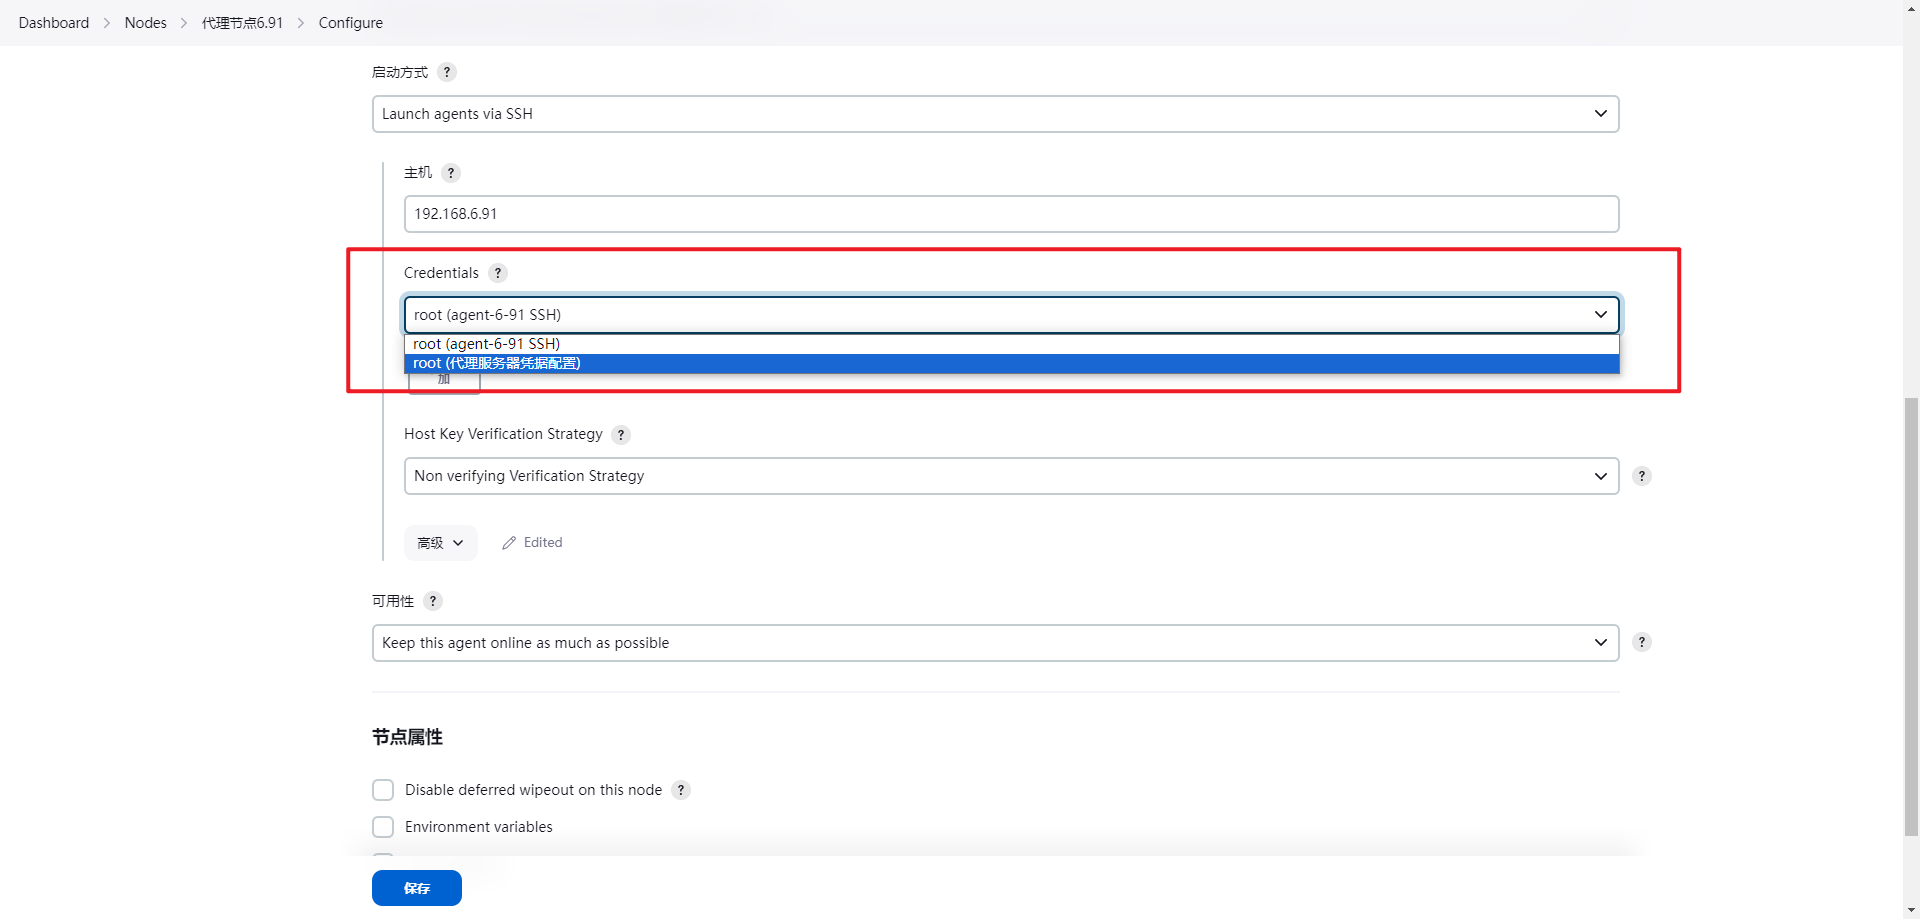 Dashboard > Nodes > 代理节点6.91 > Configure
启动方式 ?
Launch agents via SSH
主机 ?
192.168.6.91
Credentials ?
root (agent-6-91 SSH)
root (agent-6-91 SSH)
root (代理服务器凭据配置)
加
Host Key Verification Strategy ?
Non verifying Verification Strategy
?
高级
Edited
可用性 ?
Keep this agent online as much as possible
?
节点属性
Disable deferred wipeout on this node ?
Environment variables
保存